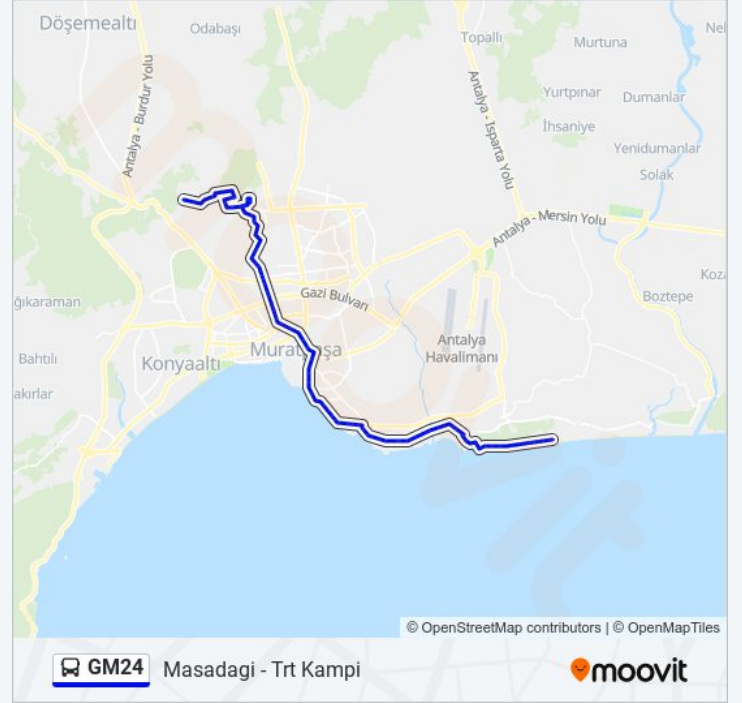 Döşemealtı
Odabaşı
Topallı
Murtuna
Nel
Antalya - Burdur Yolu
Antalya - Isparta Yolu
Yurtpınar
Dumanlar
İhsaniye
Yenidumanlar
Solak
Antalya - Mersin Yolu
Koza
Boztepe
ğıkaraman
Gazi Bulvarı
Antalya
Havalimanı
Bahtılı
Konyaaltı
Muratpaşa
akırlar
© OpenStreetMap contributors | © OpenMapTiles
GM24 Masadagi - Trt Kampi
moovit